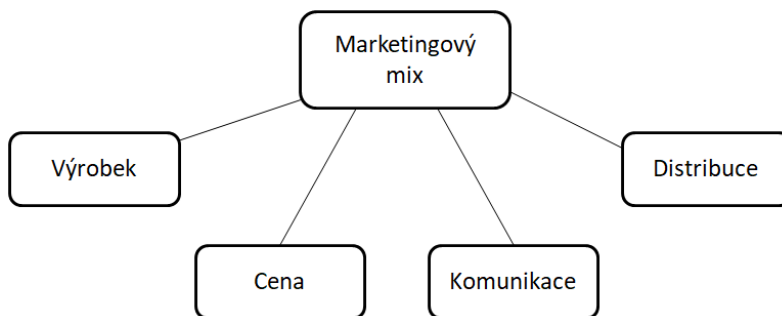 Marketingový
mix
Výrobek
Distribuce
Cena
Komunikace